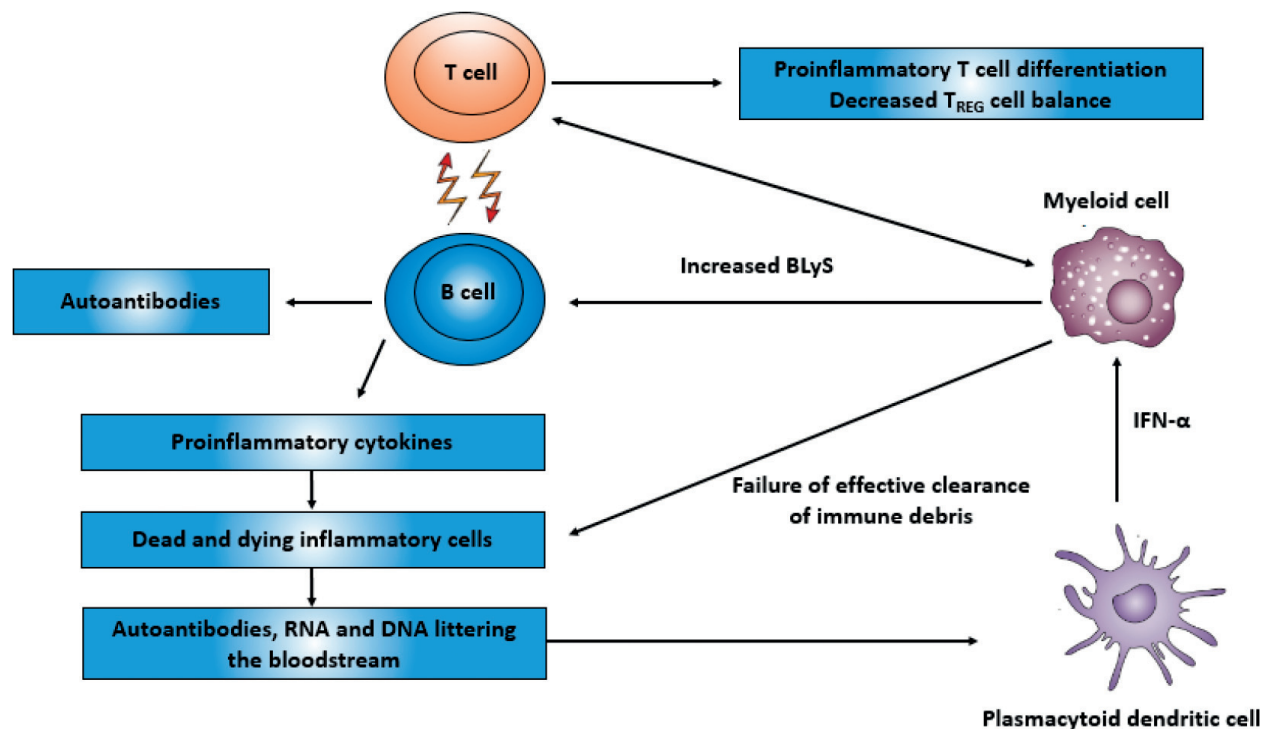 T cell
Proinflammatory T cell differentiation
Decreased TREG cell balance
Myeloid cell
Increased BLyS
B cell
Autoantibodies
IFN-α
Proinflammatory cytokines
Failure of effective clearance
of immune debris
Dead and dying inflammatory cells
Autoantibodies, RNA and DNA littering
the bloodstream
Plasmacytoid dendritic cell